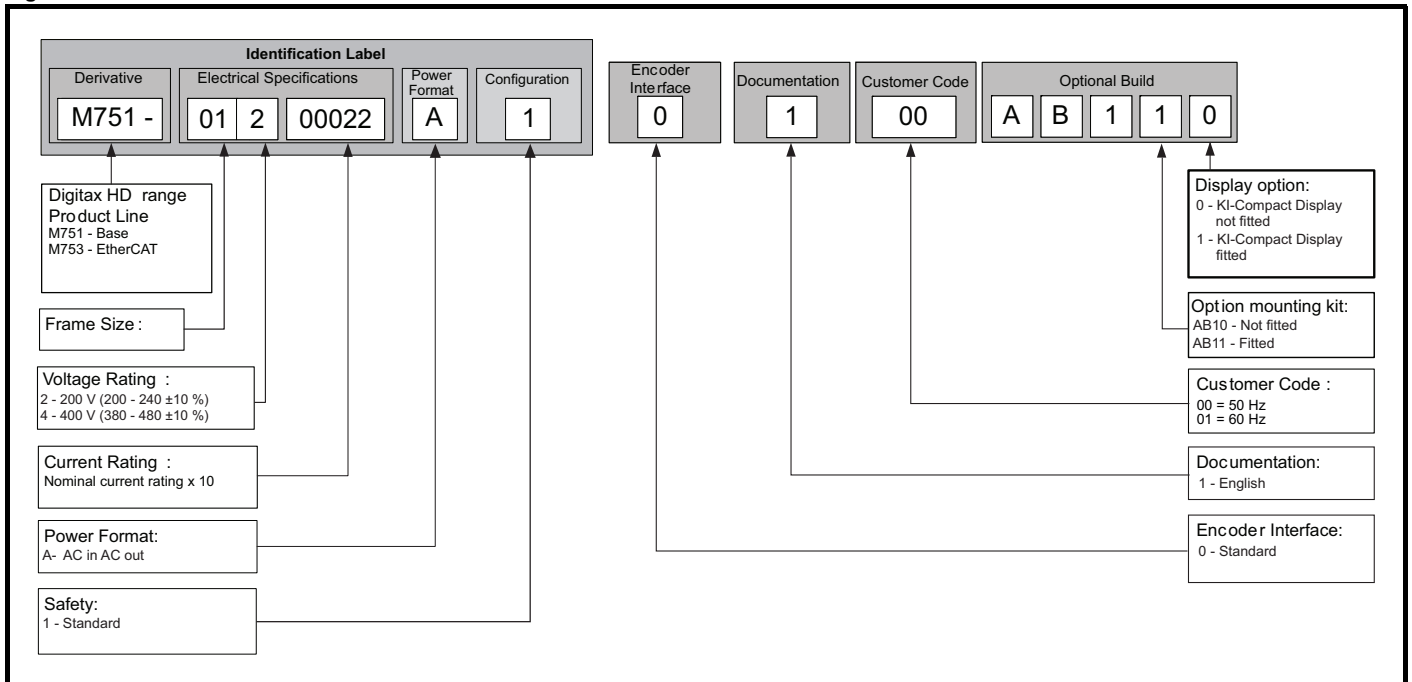 Identification Label
Derivative
Electrical Specifications
Power
Format
Configuration
Encoder
Interface
Documentation
Customer Code
Optional Build
M751 -
01 2 00022
A
1
0
1
00
A B 1 1 0
Digitax HD range
Product Line
M751 - Base
M753 - EtherCAT
Frame Size :
Voltage Rating :
2 - 200 V (200 - 240 ±10 %)
4 - 400 V (380 - 480 ±10 %)
Current Rating :
Nominal current rating x 10
Power Format:
A- AC in AC out
Safety:
1 - Standard
Display option:
0 - KI-Compact Display
not fitted
1 - KI-Compact Display
fitted
Option mounting kit:
AB10 - Not fitted
AB11 - Fitted
Customer Code :
00 = 50 Hz
01 = 60 Hz
Documentation:
1 - English
Encoder Interface:
0 - Standard